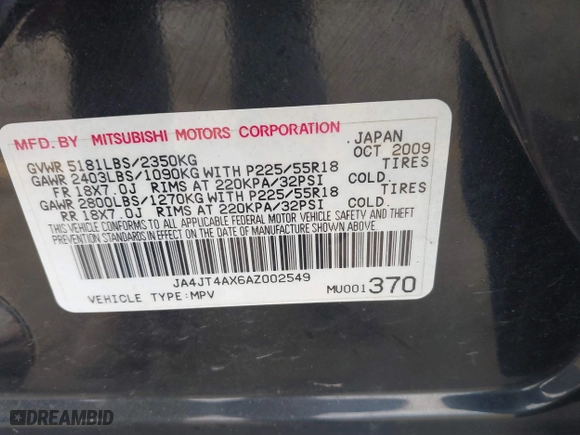 MFD. BY MITSUBISHI MOTORS CORPORATION JAPAN
GVWR 5181LBS/2350KG OCT 2009
GAWR 2403LBS/1090KG WITH P225/55R18 TIRES
FR 18X7.0J RIMS AT 220KPA/32PSI COLD.
GAWR 2800LBS/1270KG WITH P225/55R18 TIRES
RR 18X7.0J RIMS AT 220KPA/32PSI COLD.
THIS VEHICLE CONFORMS TO ALL APPLICABLE FEDERAL MOTOR VEHICLE SAFETY AND THEFT
PREVENTION STANDARDS IN EFFECT ON THE DATE OF MANUFACTURE SHOWN ABOVE.
JA4JT4AX6AZ002549
VEHICLE TYPE:MPV MU001370
DREAMBID